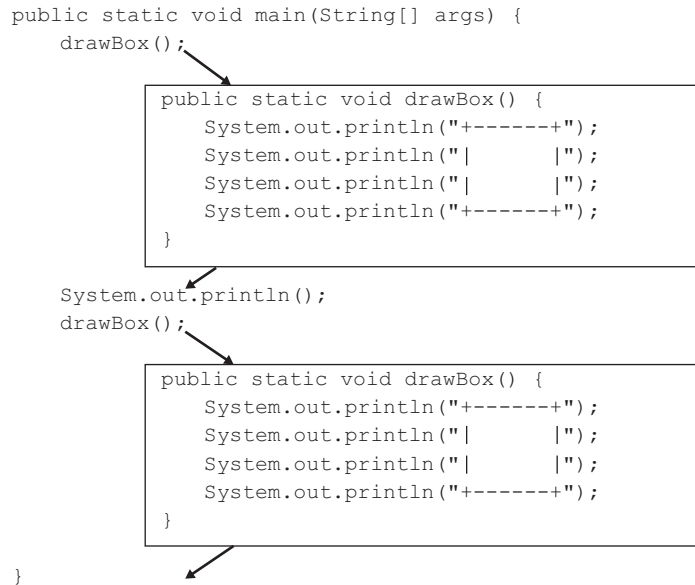 public static void main(String[] args) {
    drawBox();
public static void drawBox() {
    System.out.println("+------+");
    System.out.println("|      |");
    System.out.println("|      |");
    System.out.println("+------+");
}
    System.out.println();
    drawBox();
public static void drawBox() {
    System.out.println("+------+");
    System.out.println("|      |");
    System.out.println("|      |");
    System.out.println("+------+");
}
}